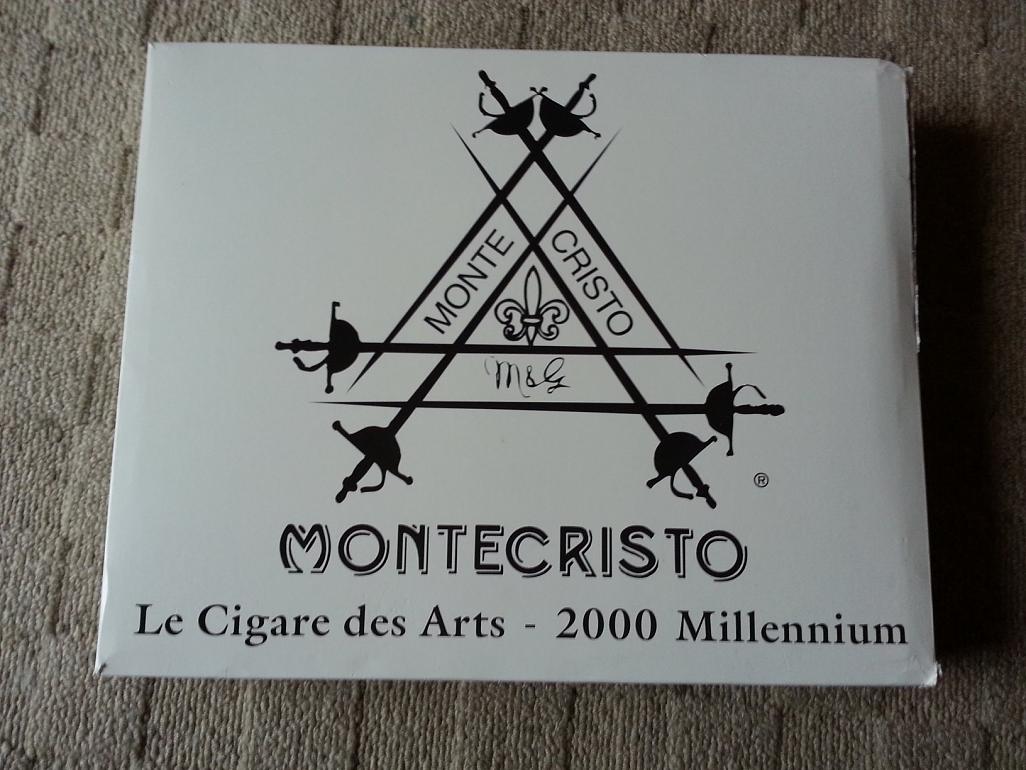 MONTE CRISTO
M&G
®
MONTECRISTO
Le Cigare des Arts - 2000 Millennium